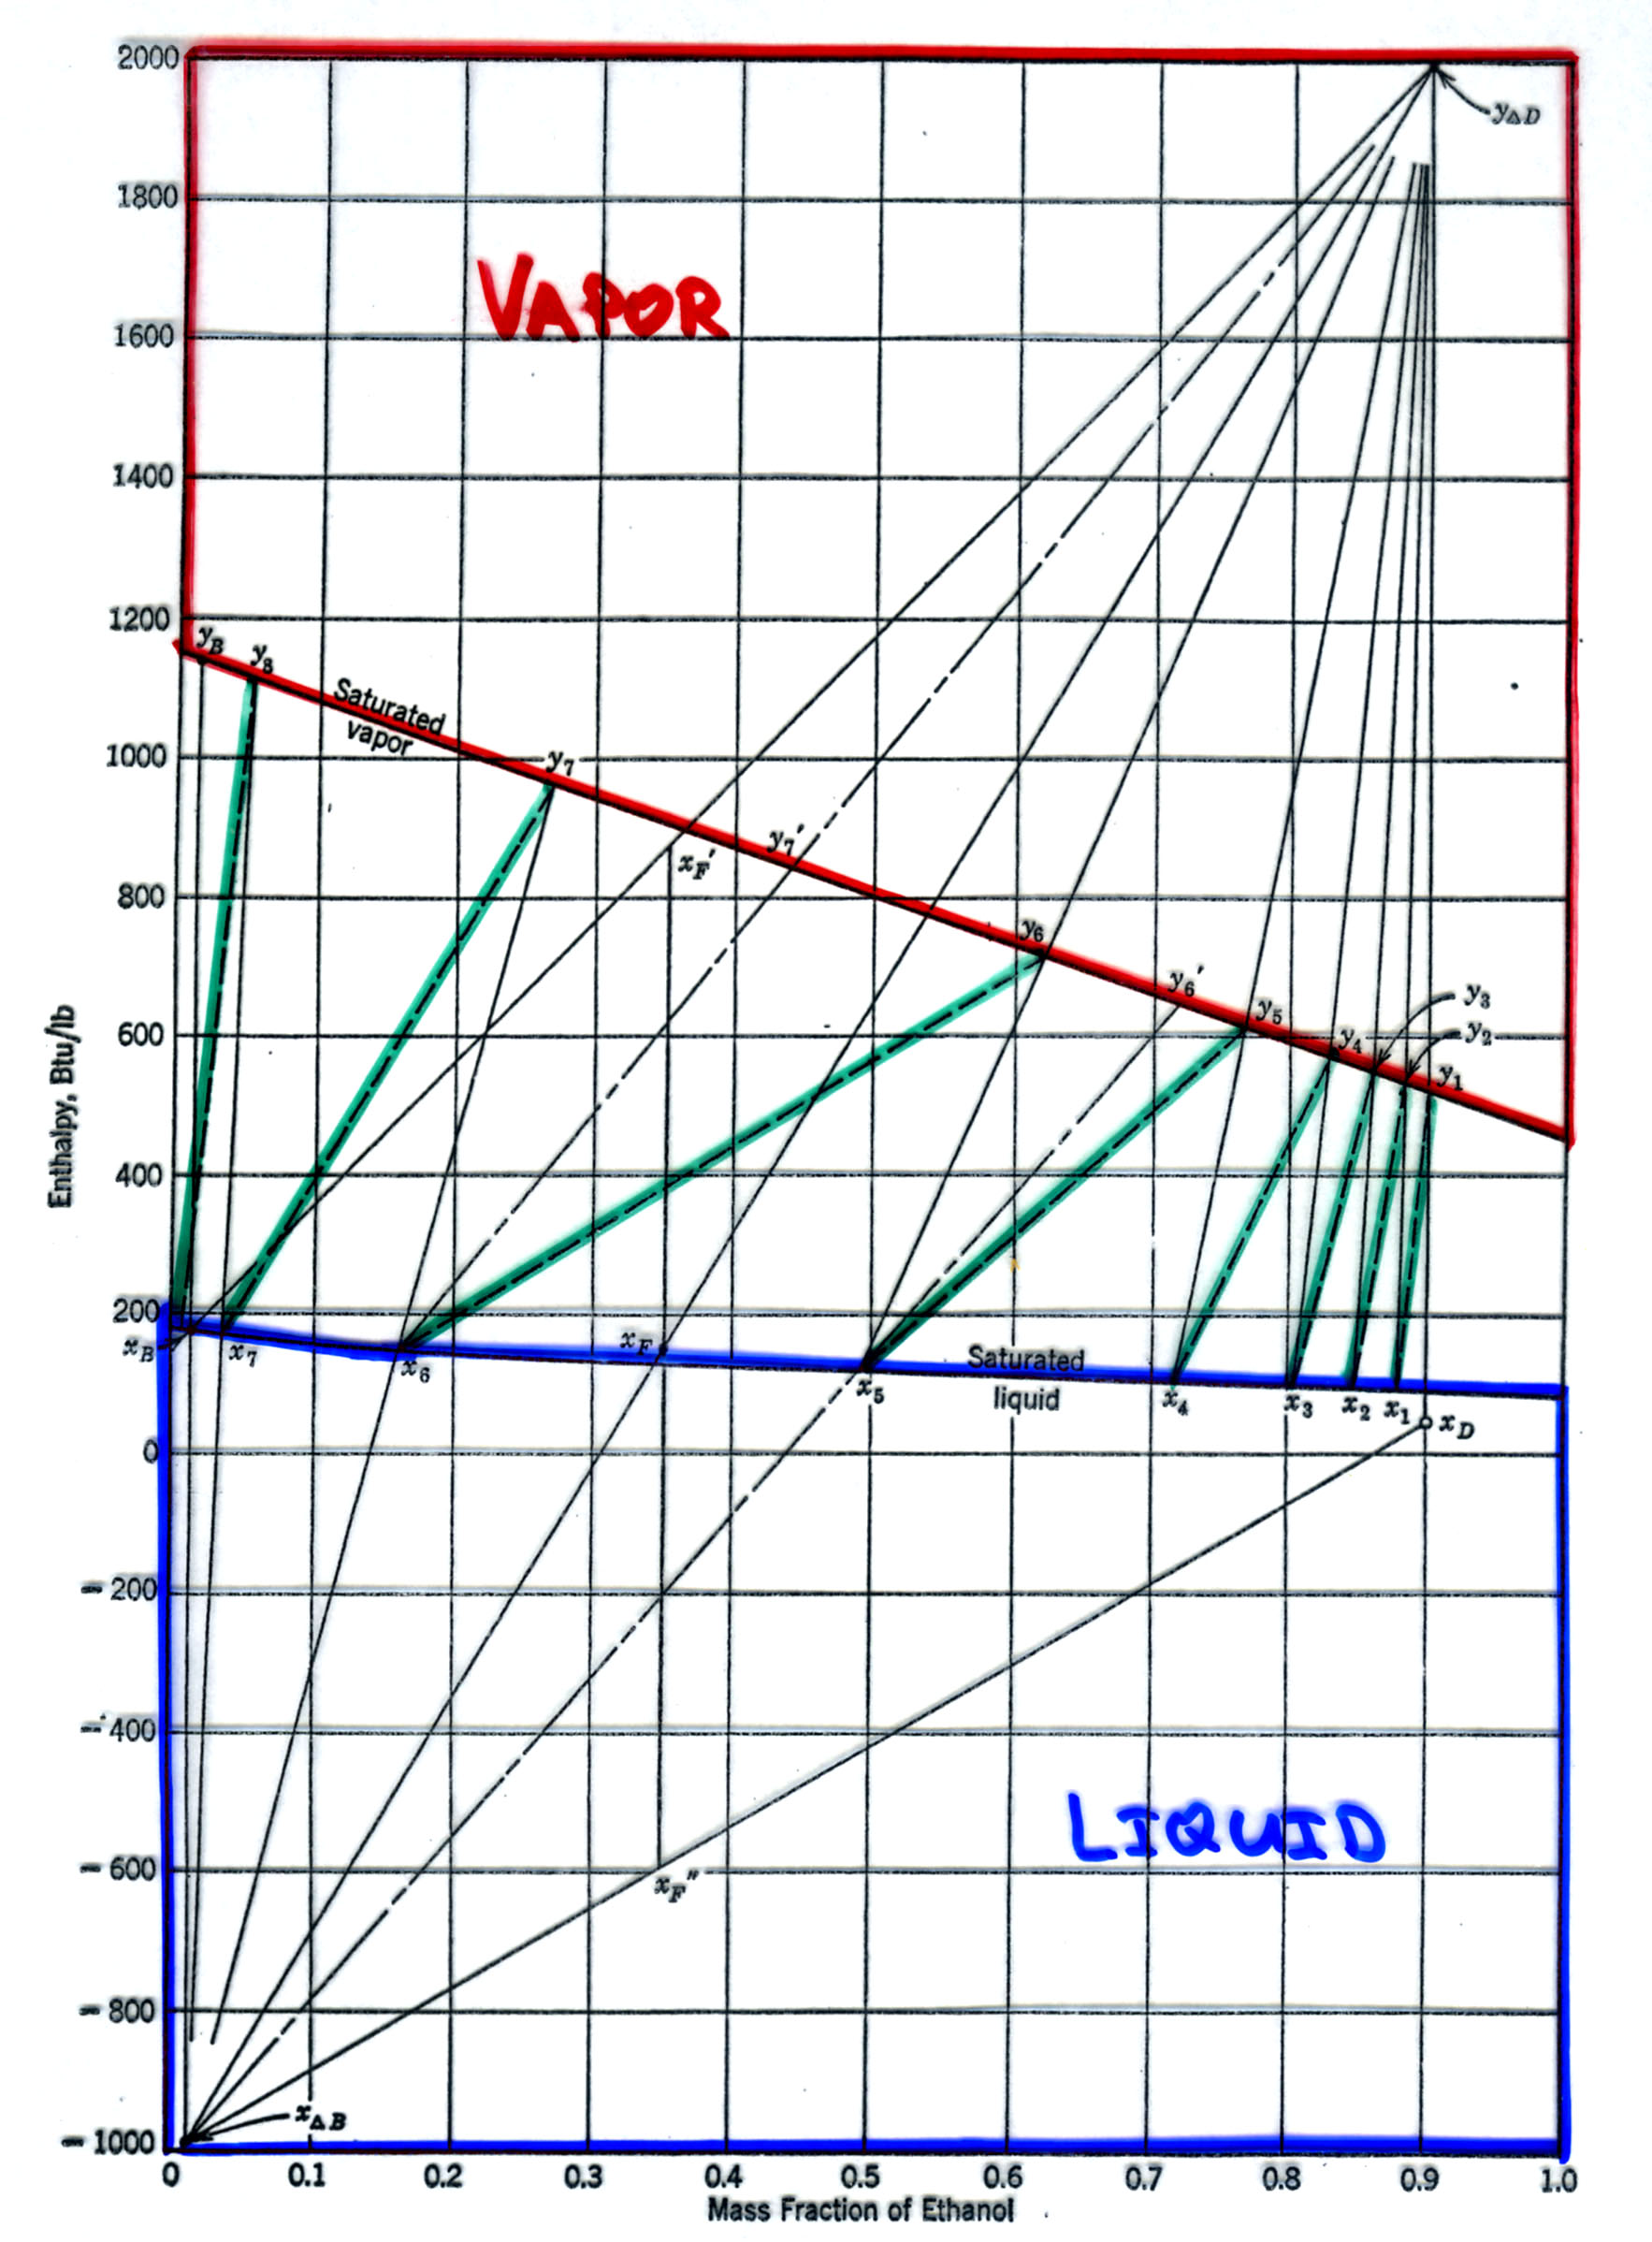 2000
y△D
1800
VAPOR
1600
1400
1200
yB
y8
Saturated
vapor
1000
y7
y7′
xF′
800
y6
y6′
y5
y3
y2
y4
y1
600
Enthalpy, Btu/lb
400
200
xB
x7
x6
xF
x5
Saturated
liquid
x4
x3
x2
x1
xD
0
− 200
− 400
LIQUID
− 600
xF″
− 800
x△B
− 1000
0 0.1 0.2 0.3 0.4 0.5 0.6 0.7 0.8 0.9 1.0
Mass Fraction of Ethanol